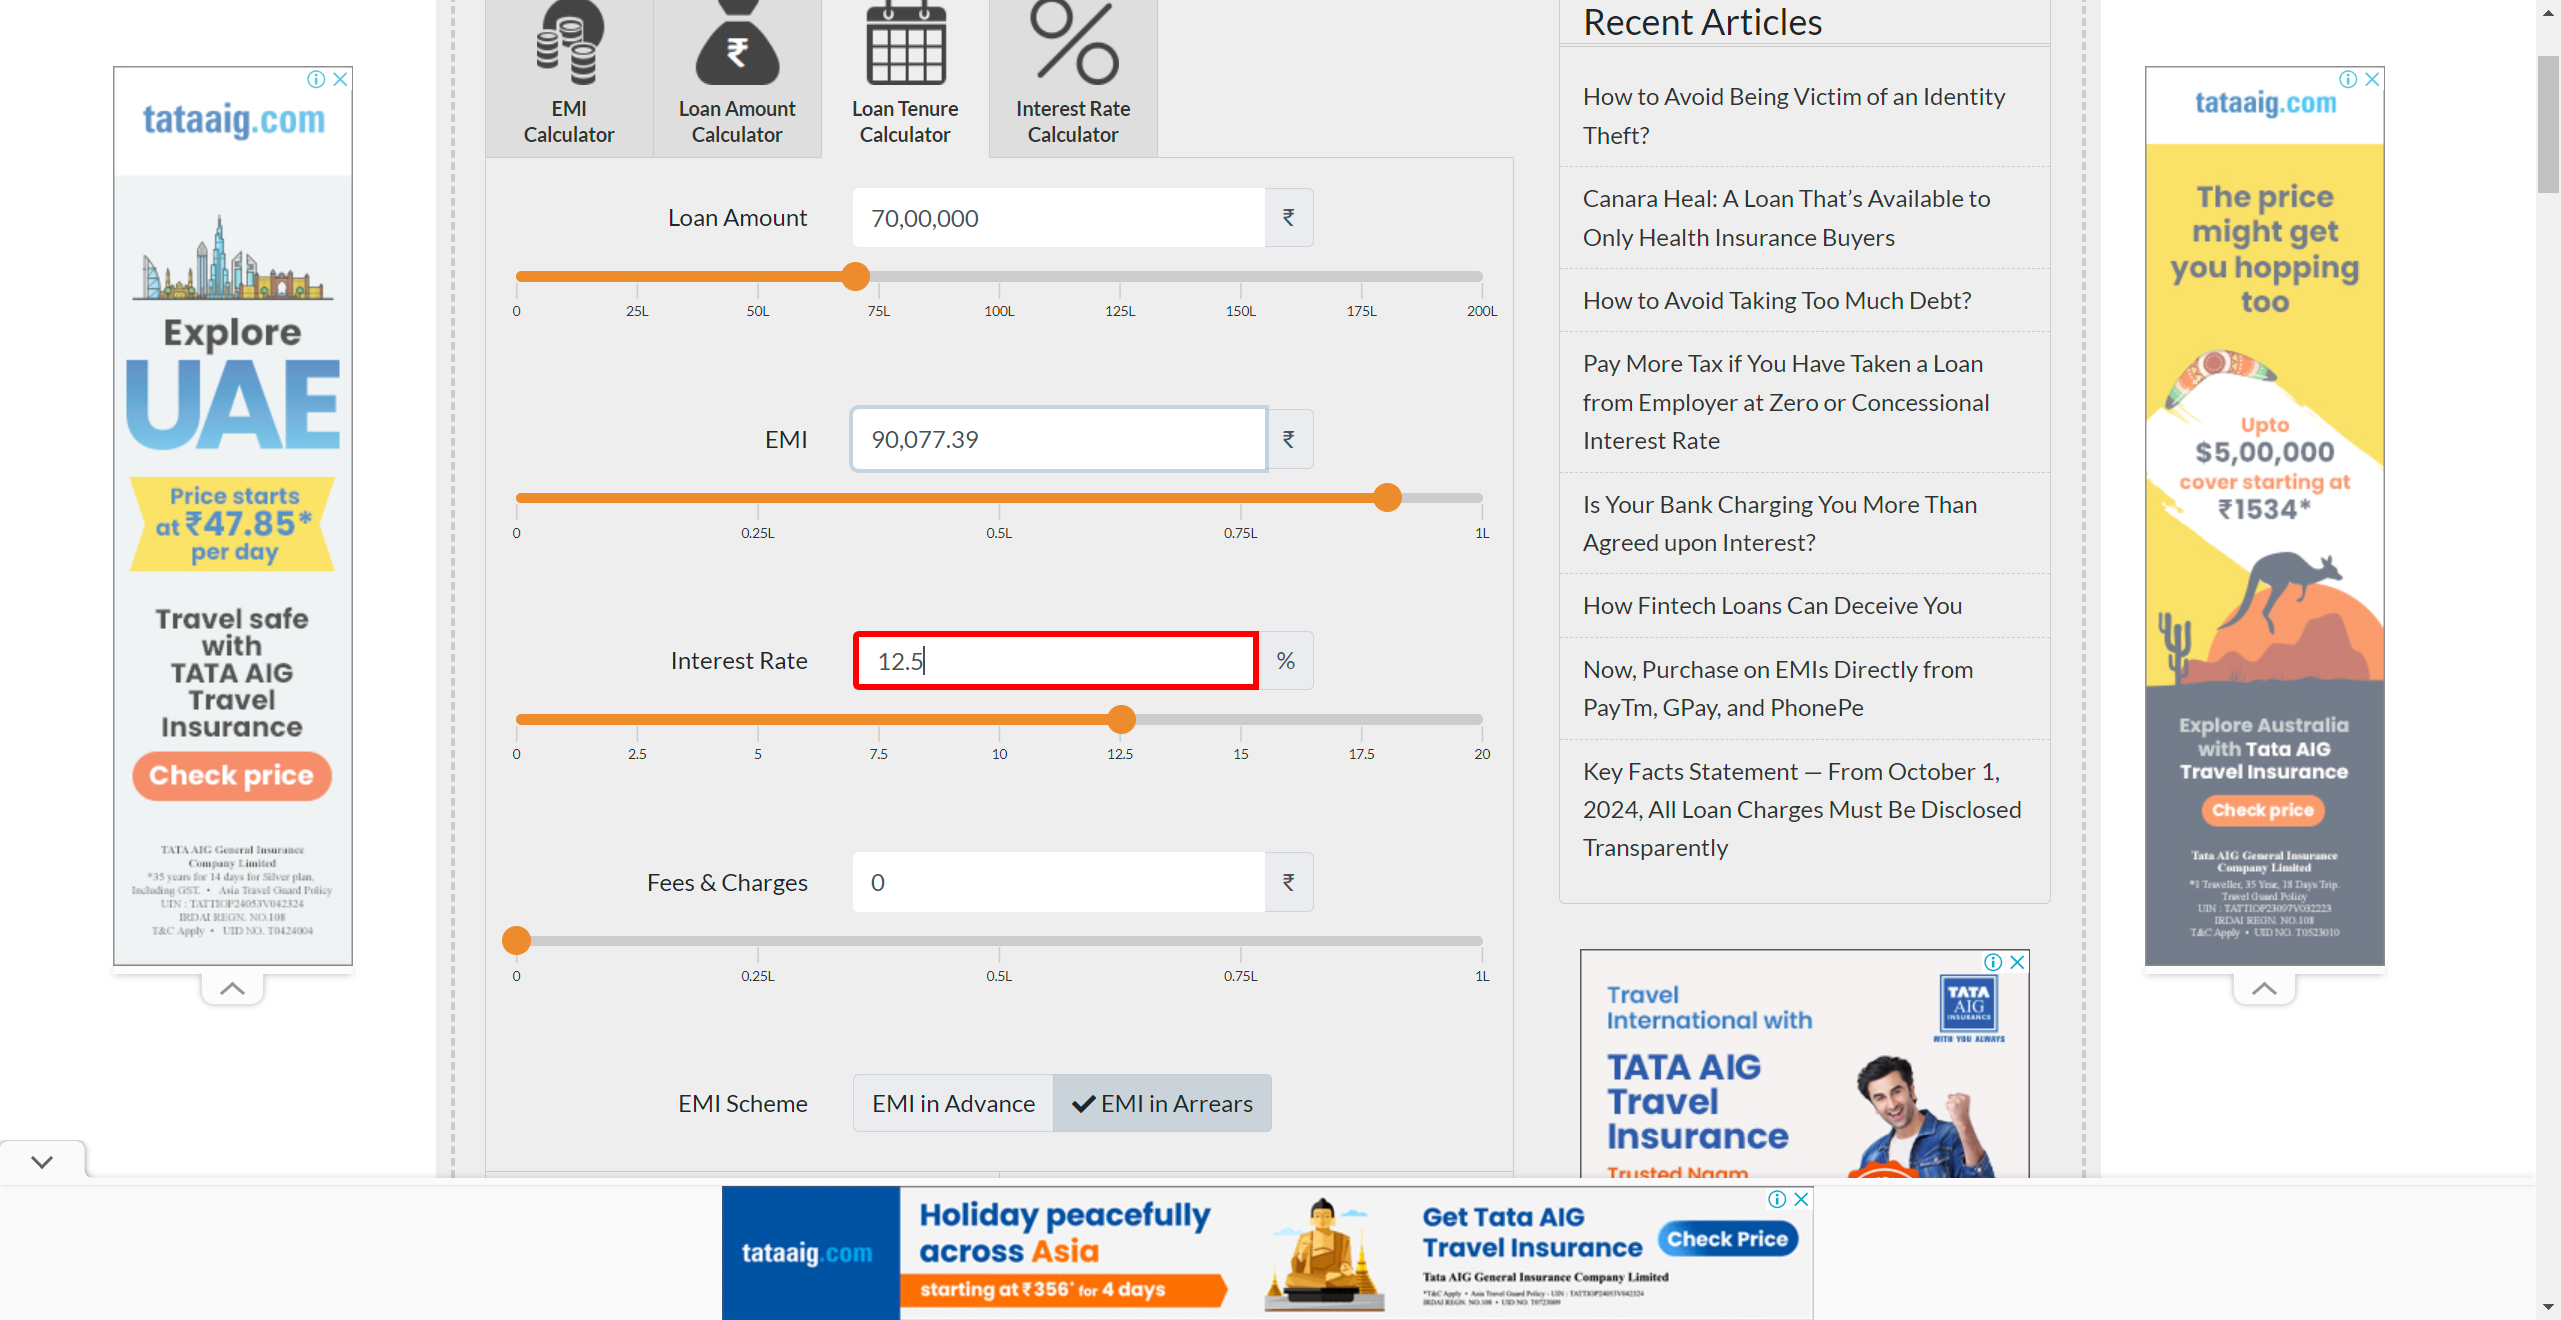 tataaig.com
Explore
UAE
Price starts
at ₹47.85*
per day
Travel safe
with
TATA AIG
Travel
Insurance
Check price
TATA AIG General Insurance
Company Limited
*35 years for 14 days for Silver plan,
Including GST. • Asia Travel Guard Policy
UIN : TATTIOP24053V042324
IRDAI REGN. NO.108
T&C Apply • UID NO. T0424004
EMI
Calculator
Loan Amount
Calculator
Loan Tenure
Calculator
Interest Rate
Calculator
Loan Amount
70,00,000
₹
0
25L
50L
75L
100L
125L
150L
175L
200L
EMI
90,077.39
₹
0
0.25L
0.5L
0.75L
1L
Interest Rate
12.5
%
0
2.5
5
7.5
10
12.5
15
17.5
20
Fees & Charges
0
₹
0
0.25L
0.5L
0.75L
1L
EMI Scheme
EMI in Advance
EMI in Arrears
Recent Articles
How to Avoid Being Victim of an Identity
Theft?
Canara Heal: A Loan That’s Available to
Only Health Insurance Buyers
How to Avoid Taking Too Much Debt?
Pay More Tax if You Have Taken a Loan
from Employer at Zero or Concessional
Interest Rate
Is Your Bank Charging You More Than
Agreed upon Interest?
How Fintech Loans Can Deceive You
Now, Purchase on EMIs Directly from
PayTm, GPay, and PhonePe
Key Facts Statement — From October 1,
2024, All Loan Charges Must Be Disclosed
Transparently
Travel
International with
TATA AIG
Travel
Insurance
Trusted Naam
TATA
AIG
INSURANCE
WITH YOU ALWAYS
tataaig.com
The price
might get
you hopping
too
Upto
$5,00,000
cover starting at
₹1534*
Explore Australia
with Tata AIG
Travel Insurance
Check price
Tata AIG General Insurance
Company Limited
*1 Traveller, 35 Year, 18 Days Trip.
Travel Guard Policy
UIN : TATTIOP23097V032223
IRDAI REGN. NO.108
T&C Apply • UID NO. T0523010
tataaig.com
Holiday peacefully
across Asia
starting at ₹356* for 4 days
Get Tata AIG
Travel Insurance
Check Price
Tata AIG General Insurance Company Limited
*T&C Apply • Asia Travel Guard Policy - UIN : TATTIOP24053V042324
IRDAI REGN. NO.108 • UID NO. T0723009